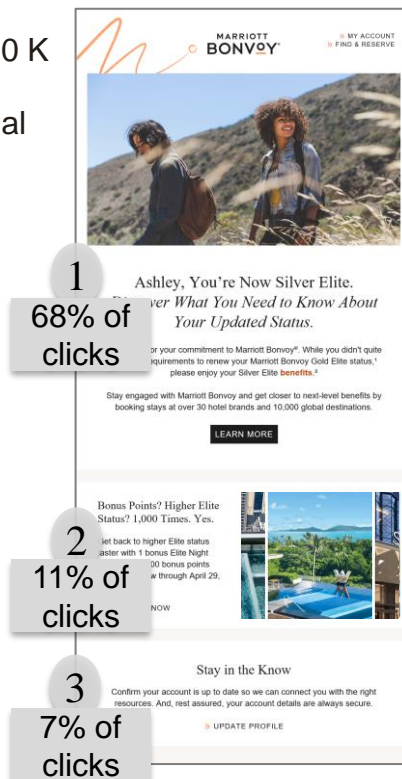 0 K
al
MARRIOTT
BONVOY
» MY ACCOUNT
» FIND & RESERVE
1
68% of
clicks
Ashley, You're Now Silver Elite.
ver What You Need to Know About
Your Updated Status.
or your commitment to Marriott Bonvoy®. While you didn't quite
equirements to renew your Marriott Bonvoy Gold Elite status,¹
please enjoy your Silver Elite benefits.²
Stay engaged with Marriott Bonvoy and get closer to next-level benefits by
booking stays at over 30 hotel brands and 10,000 global destinations.
LEARN MORE
2
11% of
clicks
Bonus Points? Higher Elite
Status? 1,000 Times. Yes.
et back to higher Elite status
aster with 1 bonus Elite Night
00 bonus points
w through April 29,
NOW
3
7% of
clicks
Stay in the Know
Confirm your account is up to date so we can connect you with the right
resources. And, rest assured, your account details are always secure.
» UPDATE PROFILE